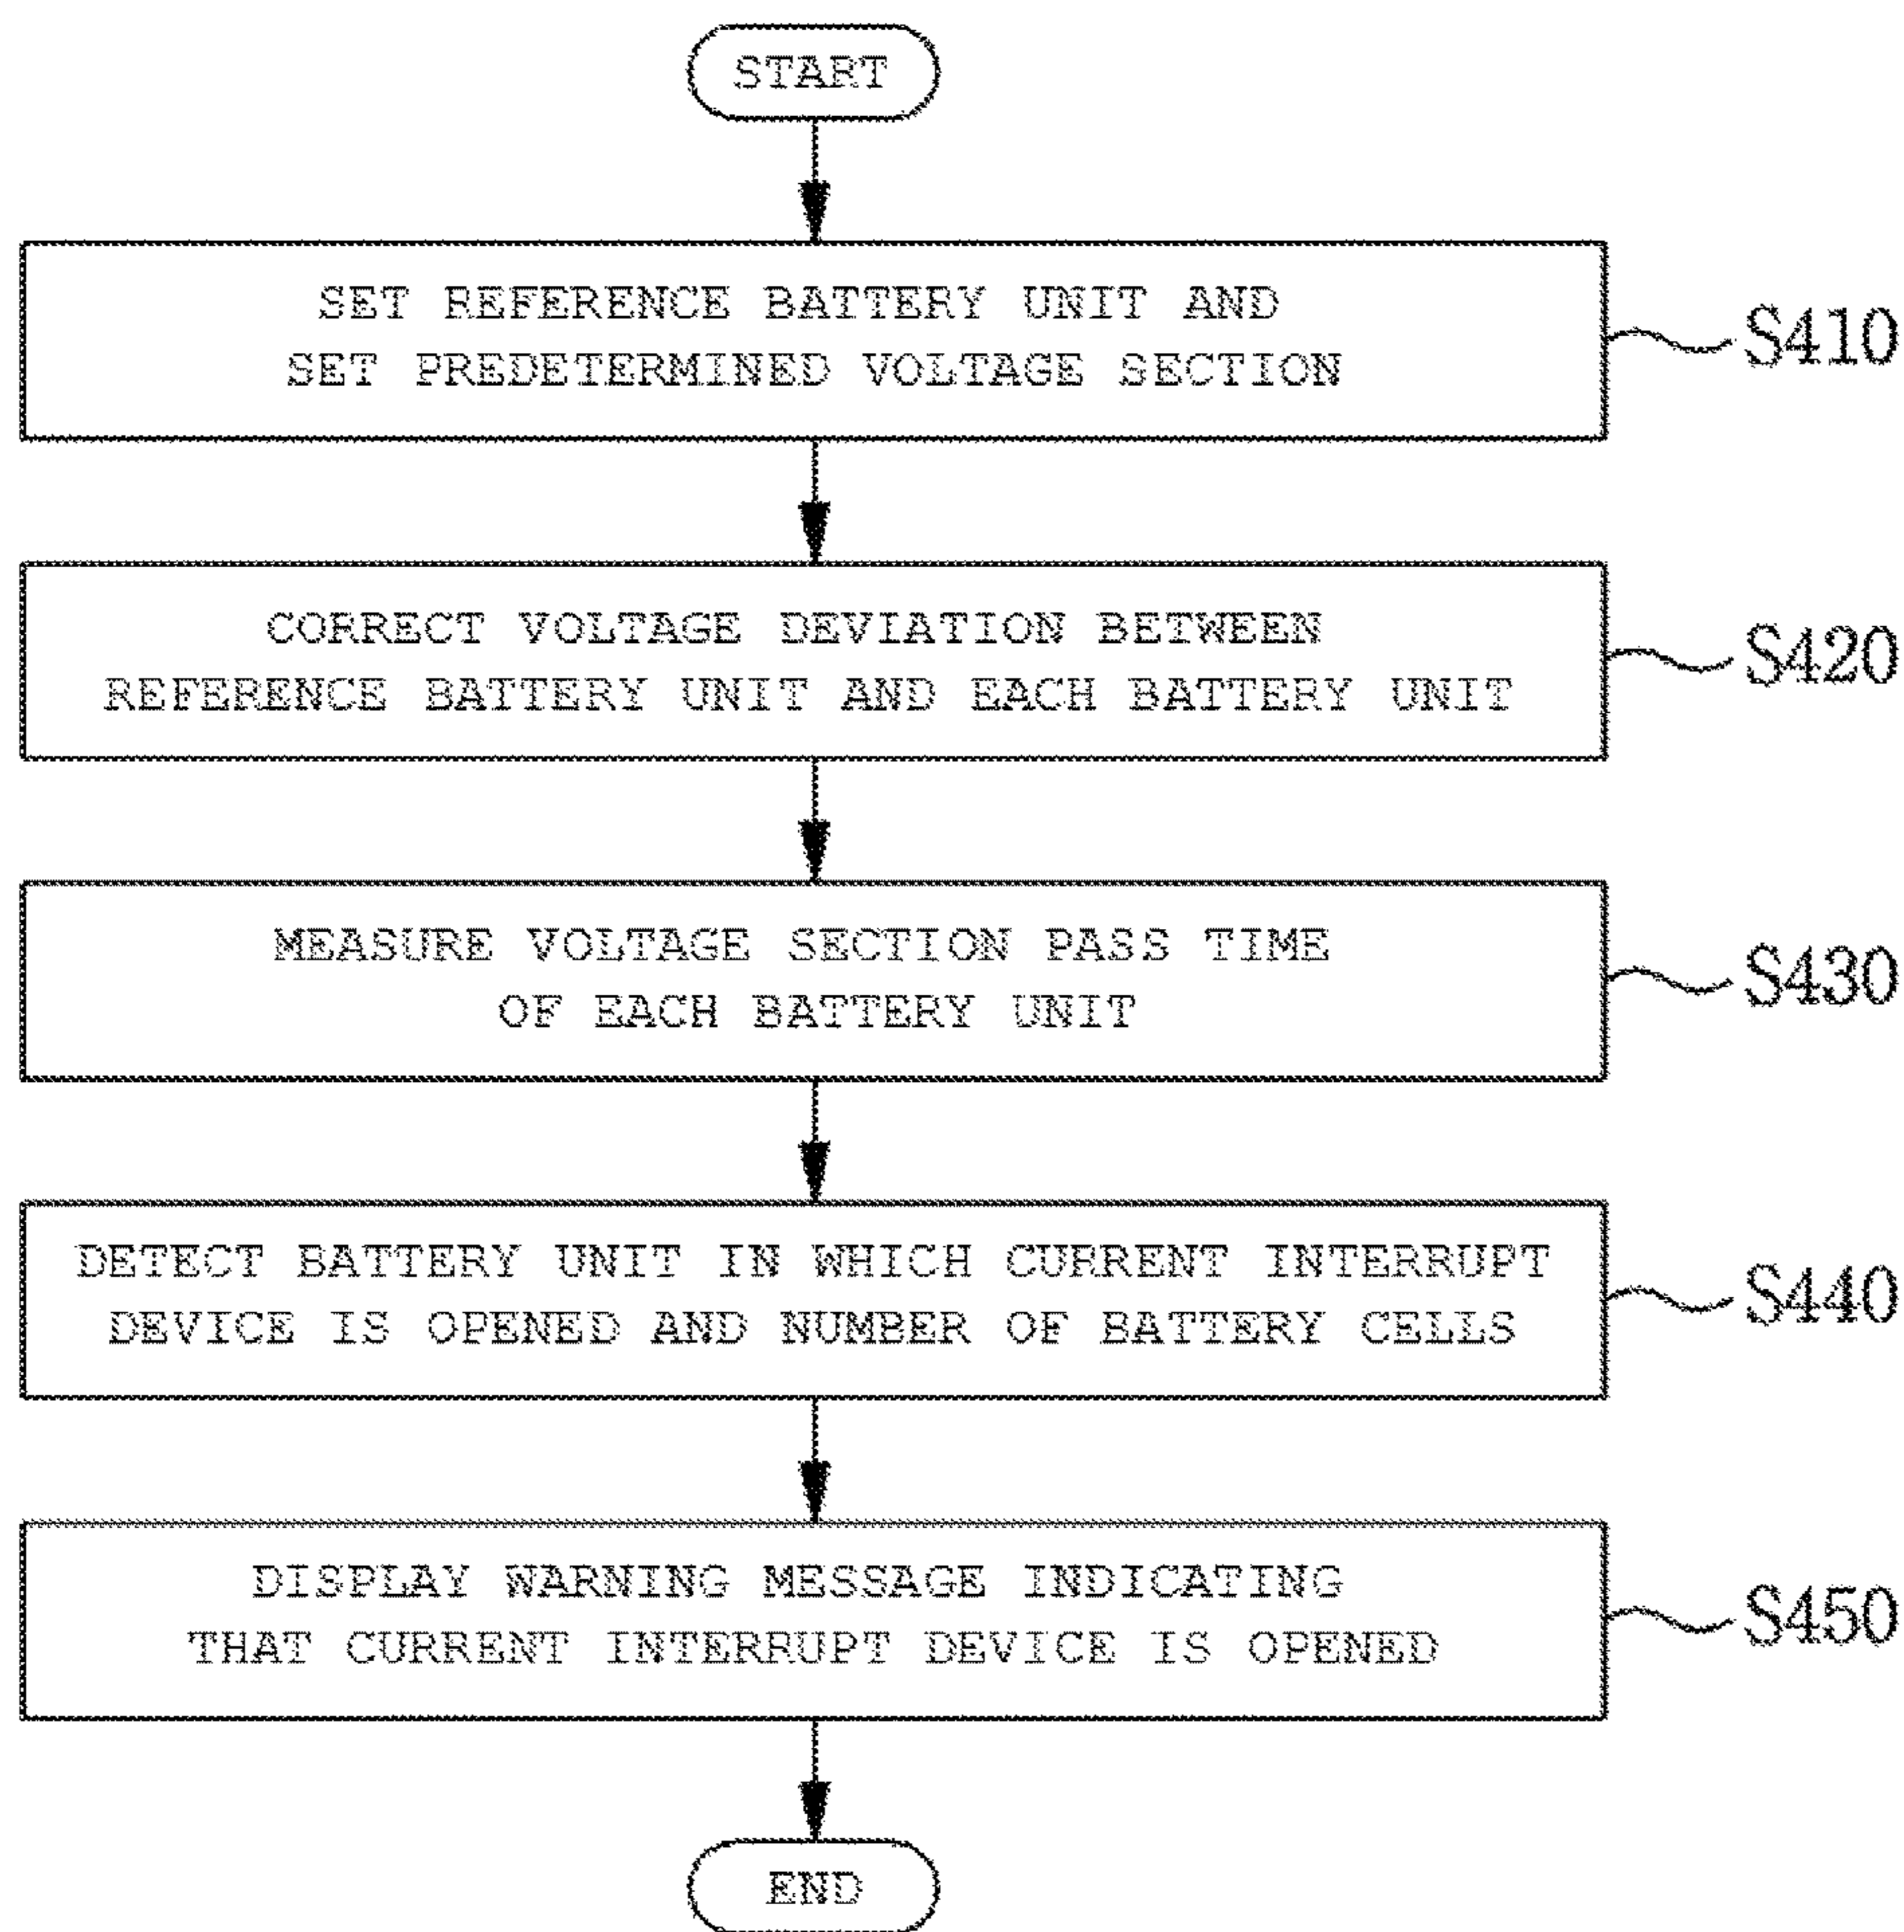 START
SET REFERENCE BATTERY UNIT AND
SET PREDETERMINED VOLTAGE SECTION
S410
CORRECT VOLTAGE DEVIATION BETWEEN
REFERENCE BATTERY UNIT AND EACH BATTERY UNIT
S420
MEASURE VOLTAGE SECTION PASS TIME
OF EACH BATTERY UNIT
S430
DETECT BATTERY UNIT IN WHICH CURRENT INTERRUPT
DEVICE IS OPENED AND NUMBER OF BATTERY CELLS
S440
DISPLAY WARNING MESSAGE INDICATING
THAT CURRENT INTERRUPT DEVICE IS OPENED
S450
END